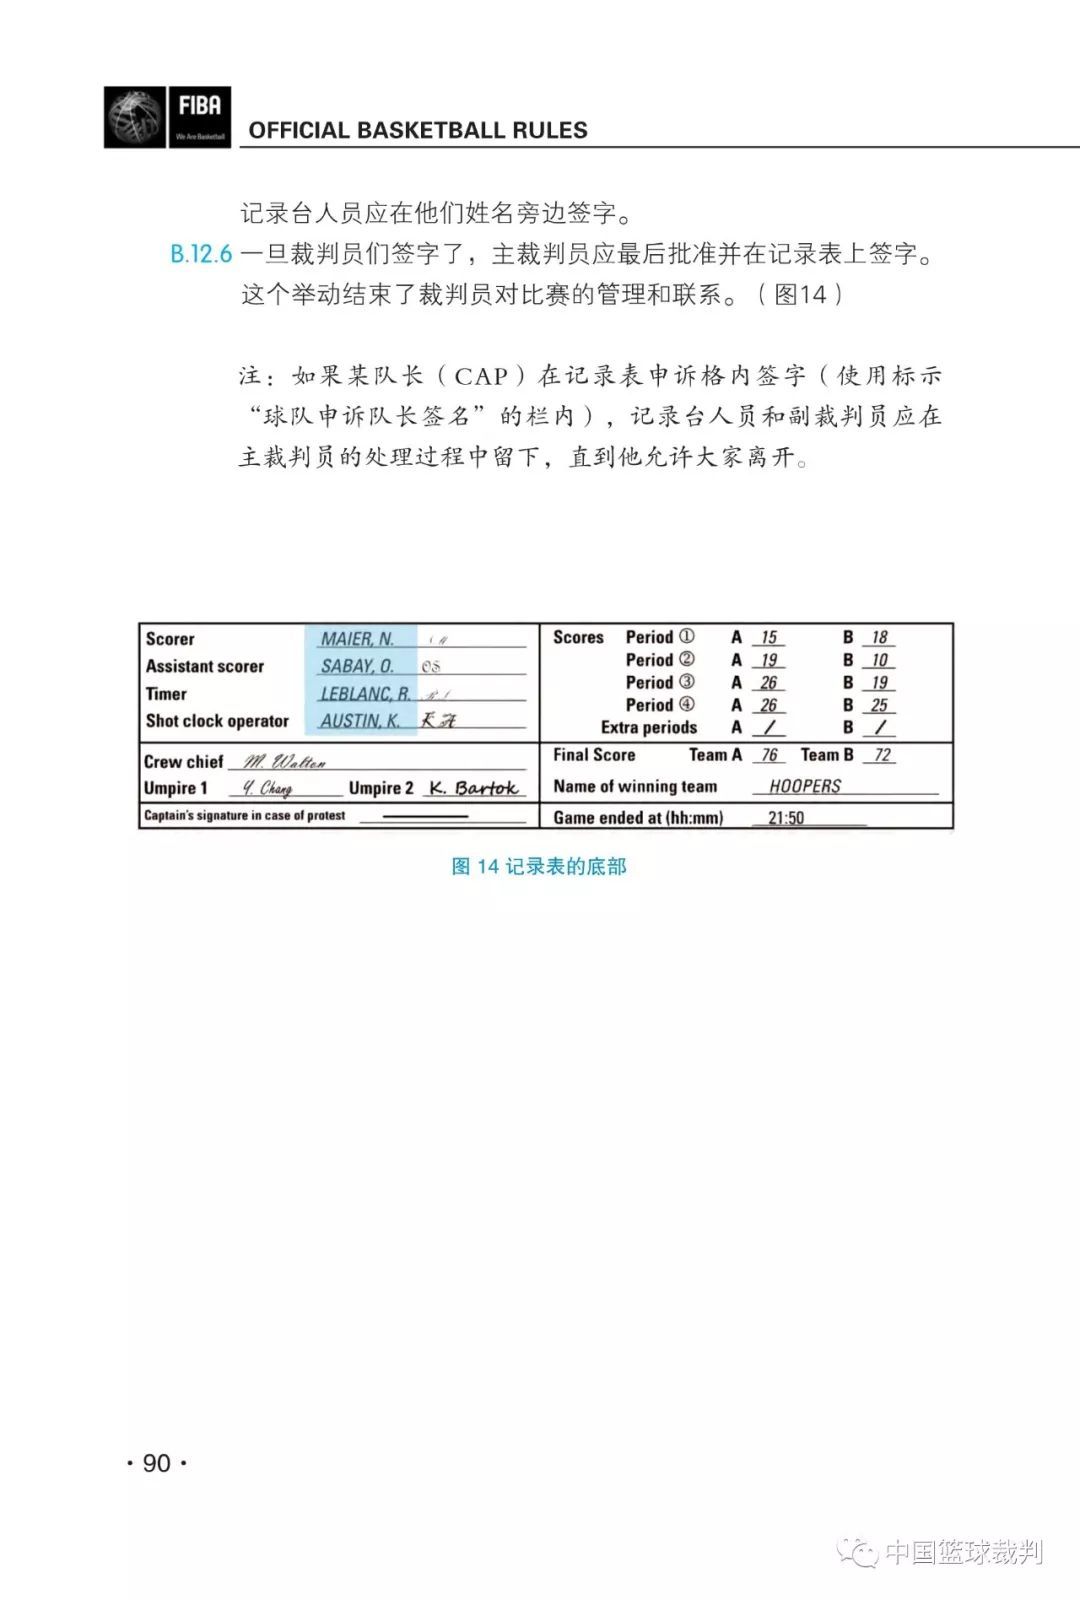 FIBA
We Are Basketball
OFFICIAL BASKETBALL RULES
记录台人员应在他们姓名旁边签字。
B.12.6 一旦裁判员们签字了，主裁判员应最后批准并在记录表上签字。
这个举动结束了裁判员对比赛的管理和联系。（图14）
注：如果某队长（CAP）在记录表申诉格内签字（使用标示
“球队申诉队长签名”的栏内），记录台人员和副裁判员应在
主裁判员的处理过程中留下，直到他允许大家离开。
Scorer MAIER, N.
Assistant scorer SABAY, O. OS
Timer LEBLANC, R.
Shot clock operator AUSTIN, K. K A
Crew chief M. Walton
Umpire 1 Y. Chang Umpire 2 K. Bartok
Captain's signature in case of protest
Scores Period ① A 15 B 18
Period ② A 19 B 10
Period ③ A 26 B 19
Period ④ A 26 B 25
Extra periods A / B /
Final Score Team A 76 Team B 72
Name of winning team HOOPERS
Game ended at (hh:mm) 21:50
图 14 记录表的底部
· 90 ·
中国篮球裁判